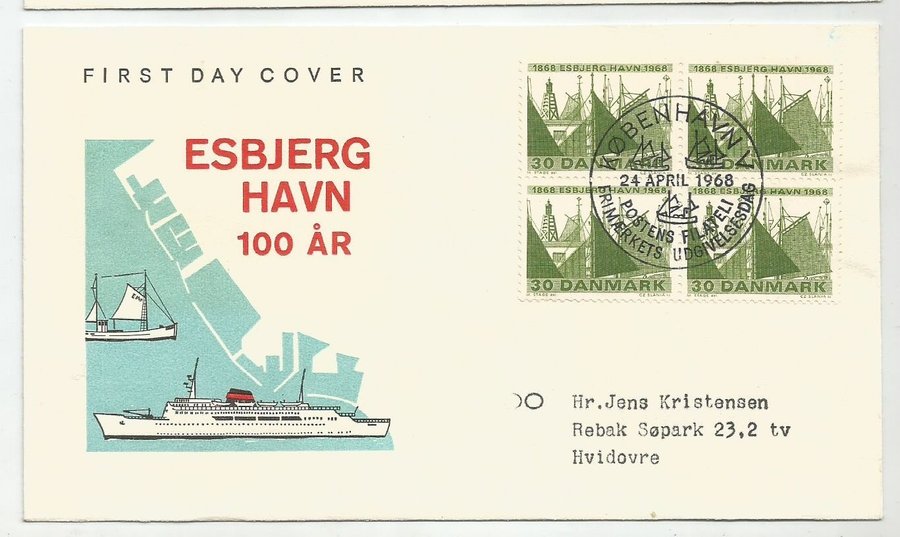 FIRST DAY COVER
ESBJERG
HAVN
100 ÅR
1868 ESBJERG HAVN 1968
1868 ESBJERG HAVN 1968
30 DANMARK
30 DANMARK
1868 ESBJERG HAVN 1968
1868 ESBJERG HAVN 1968
30 DANMARK
30 DANMARK
KØBENHAVN V
24 APRIL 1968
POSTENS FILATELI
FRIMÆRKETS UDGIVELSESDAG
Hr.Jens Kristensen
Rebak Søpark 23,2 tv
Hvidovre